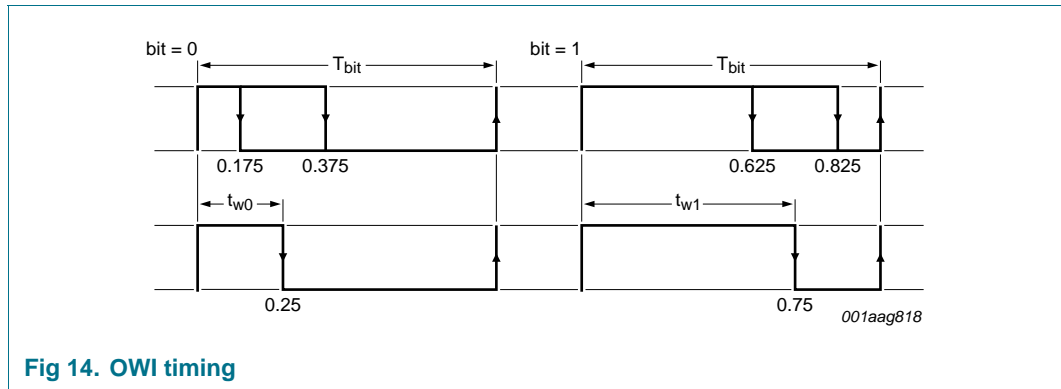 bit = 0
bit = 1
Tbit
Tbit
0.175
0.375
0.625
0.825
tw0
tw1
0.25
0.75
001aag818
Fig 14. OWI timing